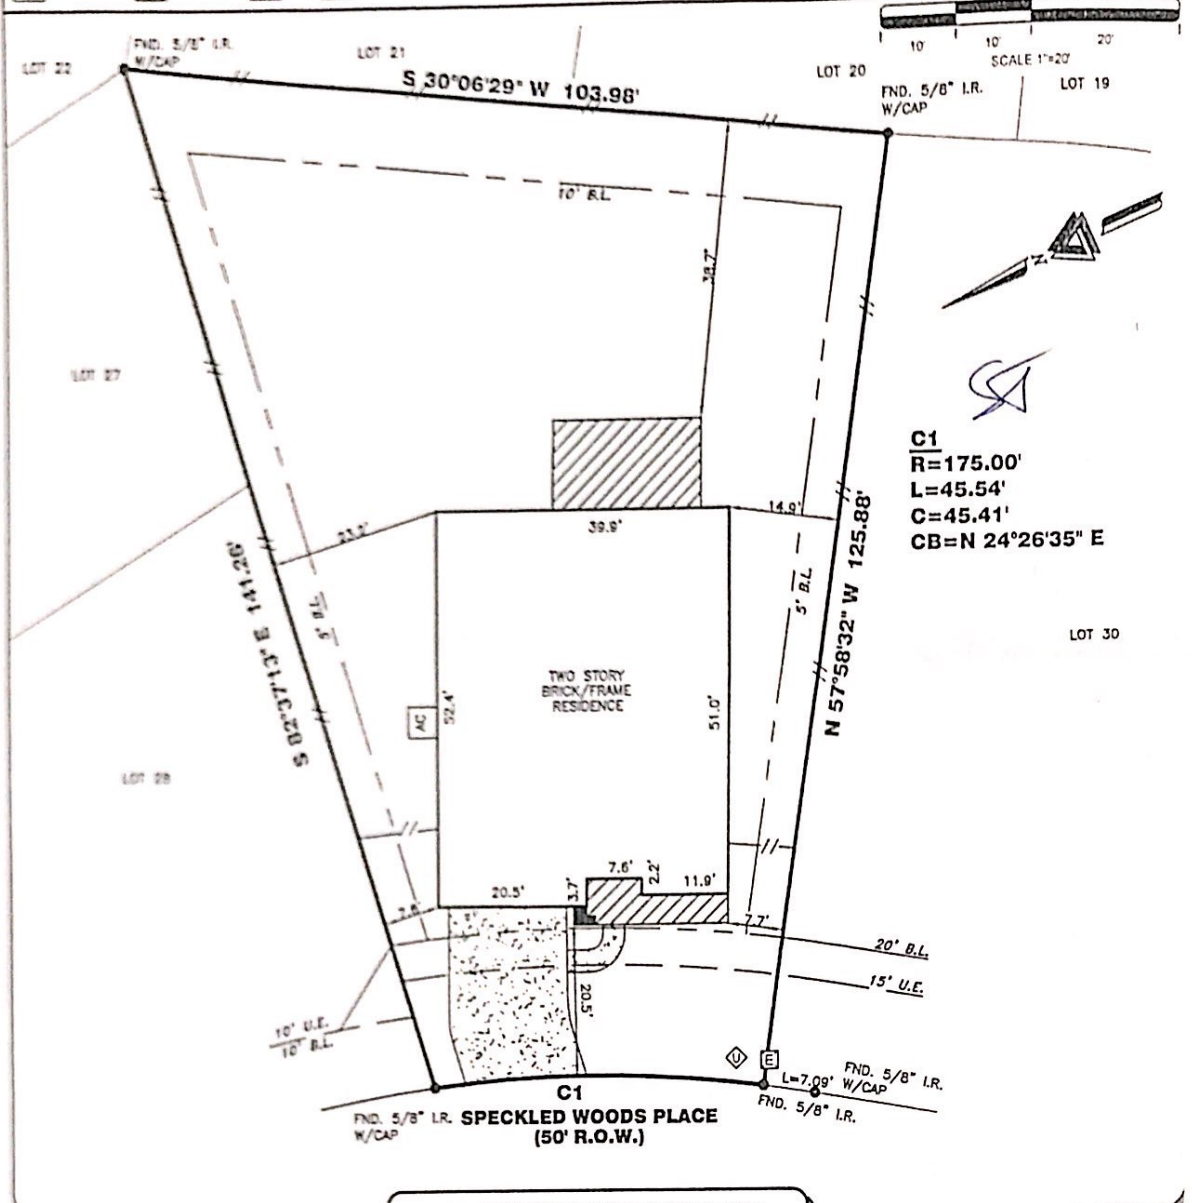 10'
10'
20'
SCALE 1"=20'
FND. 5/8" I.R.
W/CAP
LOT 22
LOT 21
S 30°06'29" W 103.98'
LOT 20
LOT 19
FND. 5/8" I.R.
W/CAP
10' B.L.
38.7'
N
LOT 27
C1
R=175.00'
L=45.54'
C=45.41'
CB=N 24°26'35" E
23.0'
39.9'
14.9'
5' B.L.
5' B.L.
N 57°58'32" W 125.88'
S 82°37'13" E 141.26'
LOT 30
TWO STORY
BRICK/FRAME
RESIDENCE
AC
52.4'
51.0'
LOT 28
7.6'
2.2'
11.9'
20.5'
3.7'
7.7'
20' B.L.
15' U.E.
20.5'
10' U.E.
10' B.L.
U
E
L=7.09'
FND. 5/8" I.R.
W/CAP
FND. 5/8" I.R.
C1
FND. 5/8" I.R.
W/CAP
SPECKLED WOODS PLACE
(50' R.O.W.)